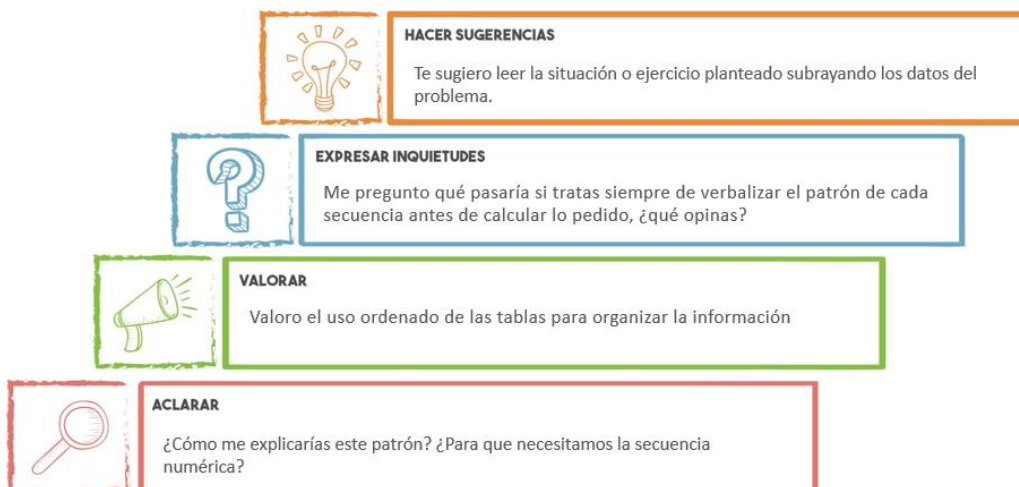 HACER SUGERENCIAS
Te sugiero leer la situación o ejercicio planteado subrayando los datos del
problema.
EXPRESAR INQUIETUDES
Me pregunto qué pasaría si tratas siempre de verbalizar el patrón de cada
secuencia antes de calcular lo pedido, ¿qué opinas?
VALORAR
Valoro el uso ordenado de las tablas para organizar la información
ACLARAR
¿Cómo me explicarías este patrón? ¿Para que necesitamos la secuencia
numérica?